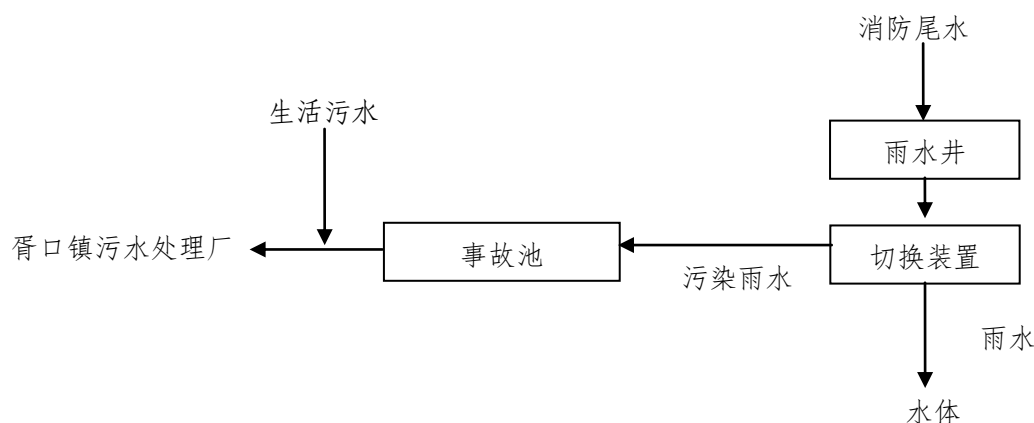 消防尾水
生活污水
雨水井
胥口镇污水处理厂
事故池
切换装置
污染雨水
雨水
水体